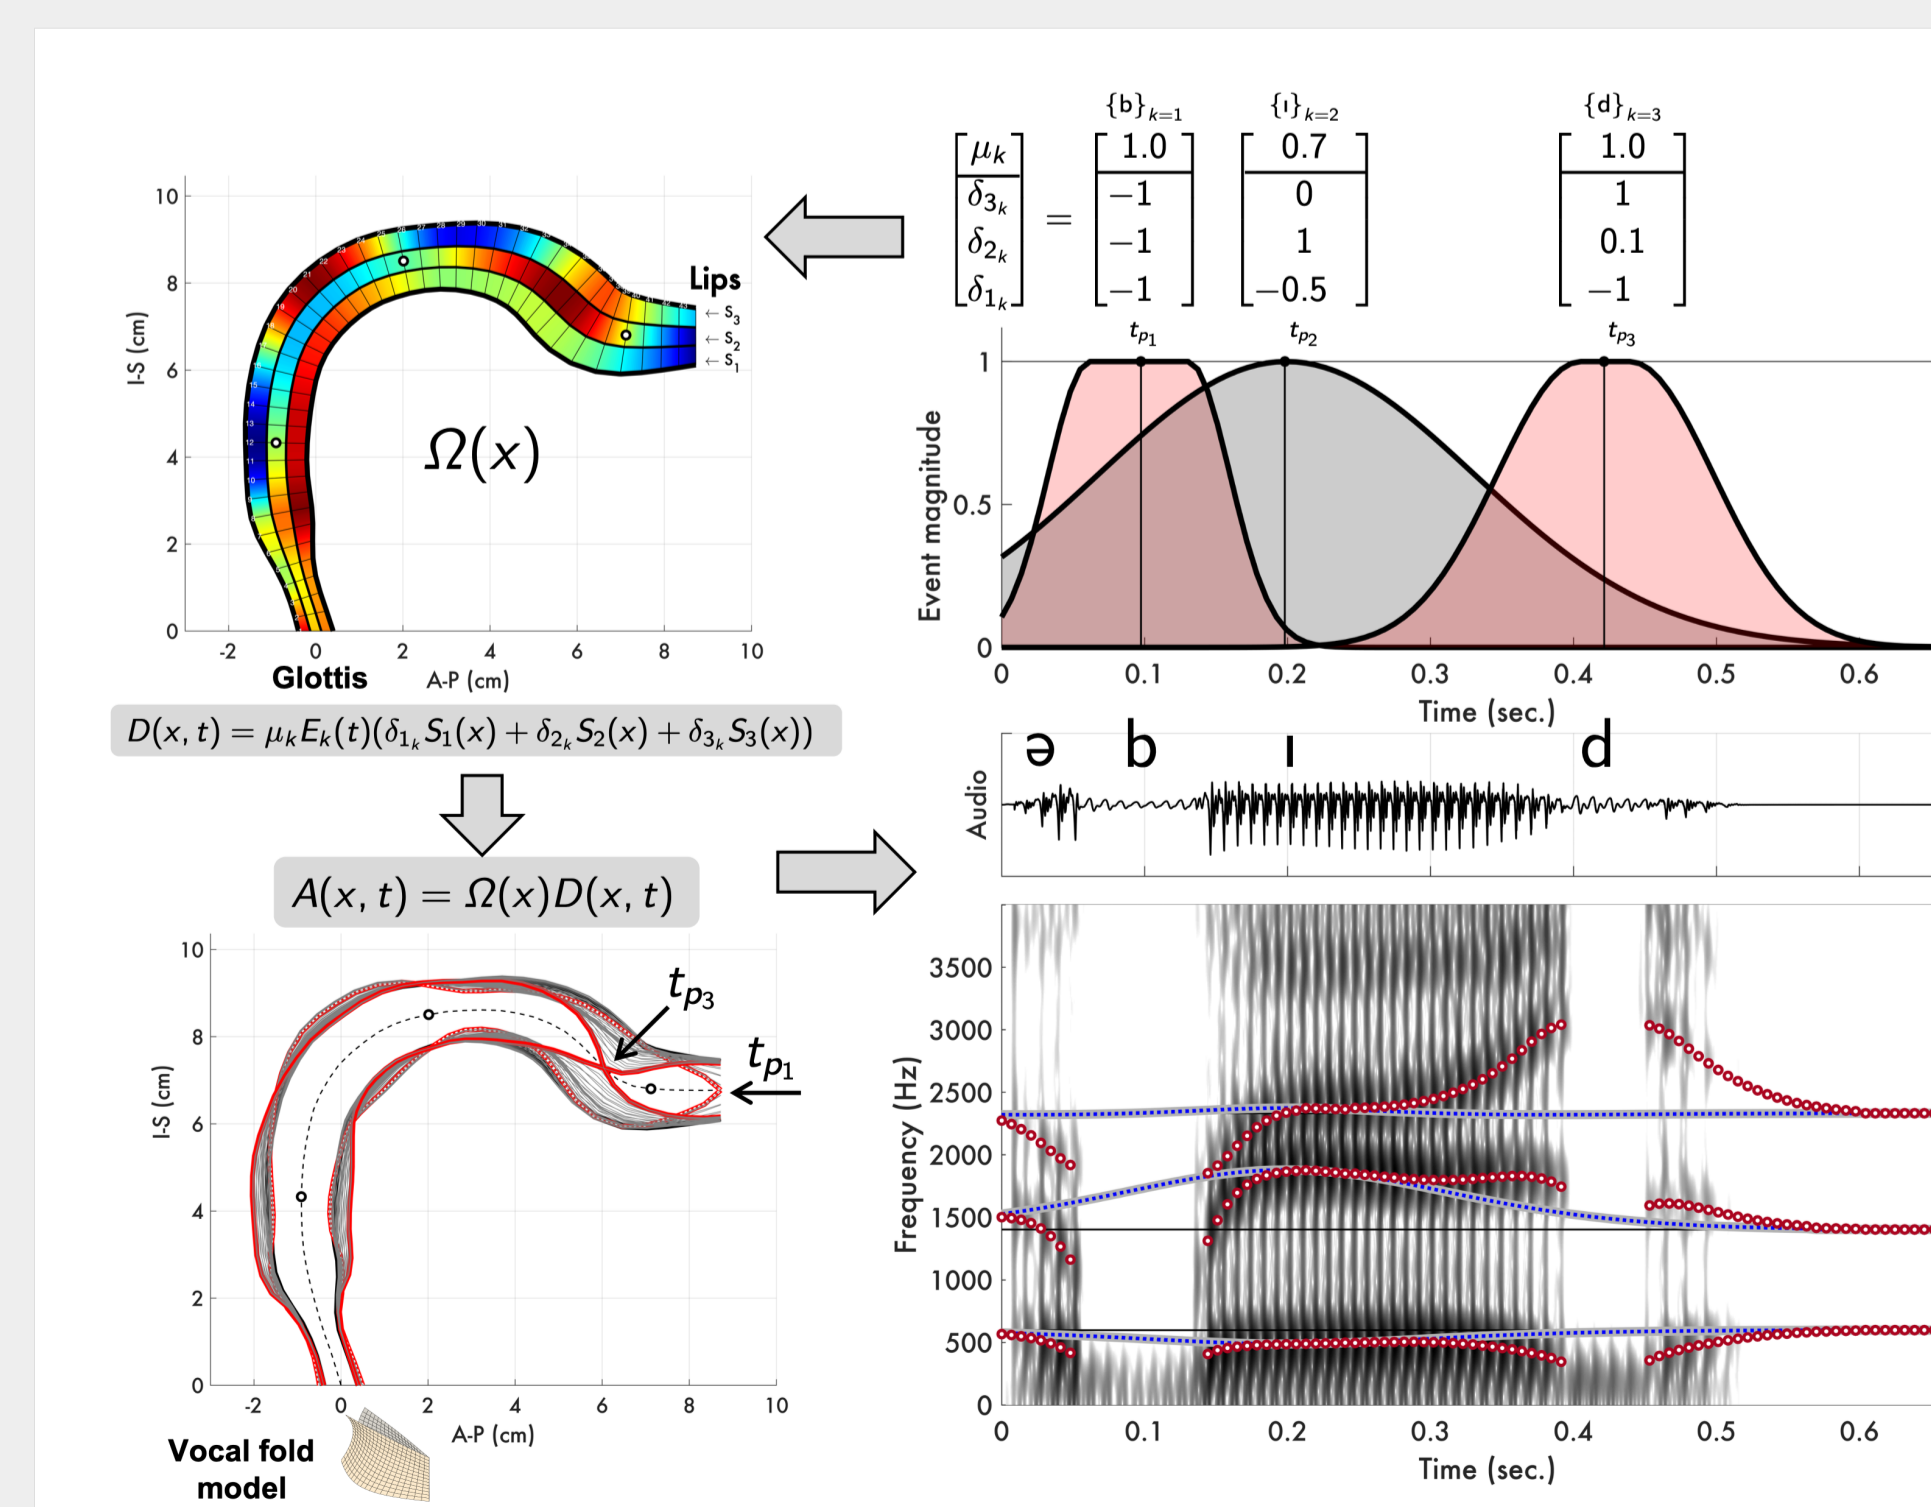 {b}k=1 {ı}k=2 {d}k=3
μk 1.0 0.7 1.0
δ3k −1 0 1
δ2k = −1 1 0.1
δ1k −1 −0.5 −1
tp1 tp2 tp3
10
8
6
4
2
0
I-S (cm)
-2 0 2 4 6 8 10
Glottis A-P (cm)
Lips
← S3
← S2
← S1
Ω(x)
1
0.5
0
Event magnitude
0 0.1 0.2 0.3 0.4 0.5 0.6
Time (sec.)
D(x, t) = μkEk(t)(δ1kS1(x) + δ2kS2(x) + δ3kS3(x))
A(x, t) = Ω(x)D(x, t)
ə b ı d
Audio
10
8
6
4
2
0
I-S (cm)
-2 0 2 4 6 8 10
A-P (cm)
tp3
tp1
Vocal fold
model
3500
3000
2500
2000
1500
1000
500
0
Frequency (Hz)
0 0.1 0.2 0.3 0.4 0.5 0.6
Time (sec.)